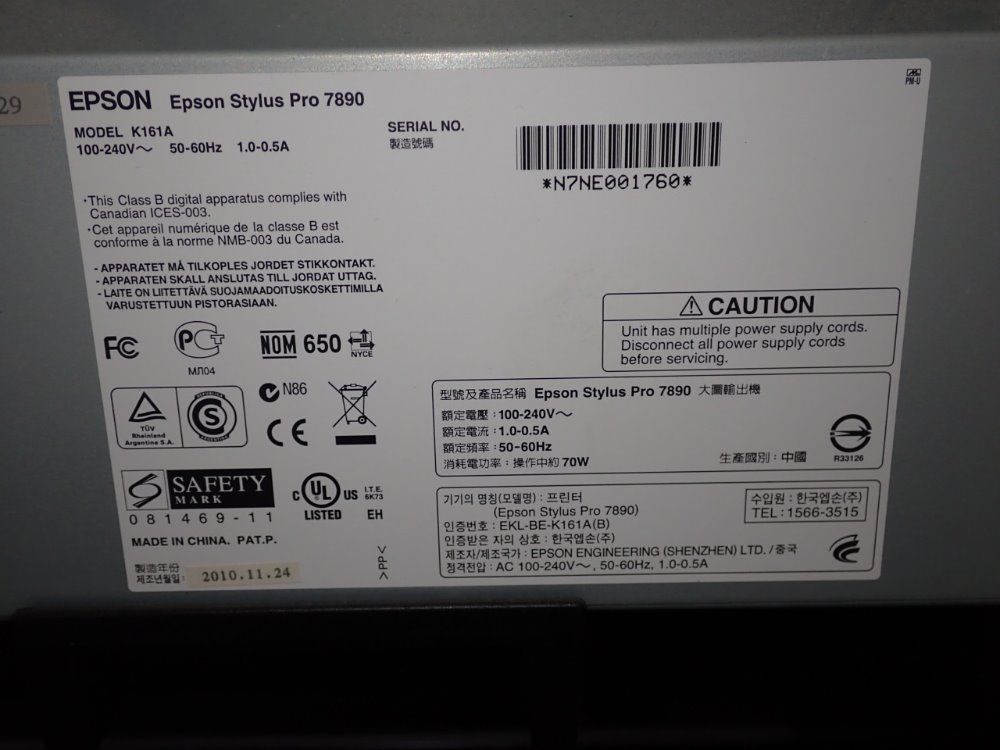 29
PM-U
EPSON Epson Stylus Pro 7890
MODEL K161A
100-240V～ 50-60Hz 1.0-0.5A
SERIAL NO.
製造號碼
*N7NE001760*
·This Class B digital apparatus complies with
Canadian ICES-003.
·Cet appareil numérique de la classe B est
conforme à la norme NMB-003 du Canada.
- APPARATET MÅ TILKOPLES JORDET STIKKONTAKT.
- APPARATEN SKALL ANSLUTAS TILL JORDAT UTTAG.
- LAITE ON LIITETTÄVÄ SUOJAMAADOITUSKOSKETTIMILLA
VARUSTETTUUN PISTORASIAAN.
⚠ CAUTION
Unit has multiple power supply cords.
Disconnect all power supply cords
before servicing.
FC PCT NOM 650 NYCE
МЛ04
N86
TÜV
Rheinland
Argentina S.A.
S
CE
型號及產品名稱 Epson Stylus Pro 7890 大圖輸出機
額定電壓：100-240V～
額定電流：1.0-0.5A
額定頻率：50-60Hz
消耗電功率：操作中約 70W
生產國別：中國
R33126
SAFETY
MARK
081469-11
C UL US I.T.E.
6K73
LISTED EH
MADE IN CHINA. PAT.P.
製造年份
제조년월일: 2010.11.24
>PP<
기기의 명칭(모델명) : 프린터
(Epson Stylus Pro 7890)
인증번호 : EKL-BE-K161A(B)
인증받은 자의 상호 : 한국엡손(주)
제조자/제조국가 : EPSON ENGINEERING (SHENZHEN) LTD. / 중국
정격전압 : AC 100-240V～, 50-60Hz, 1.0-0.5A
수입원 : 한국엡손(주)
TEL : 1566-3515